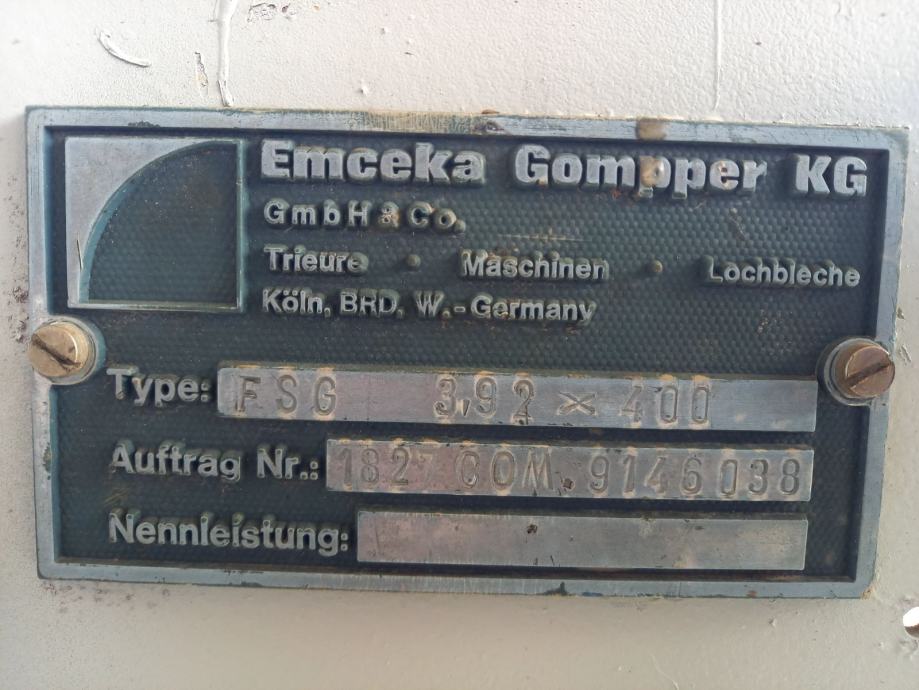 Emceka Gompper KG
GmbH & Co.
Trieure · Maschinen · Lochbleche
Köln, BRD, W.-Germany
Type: FSG 3,92 × 400
Auftrag Nr.: 1827 COM. 9146038
Nennleistung: